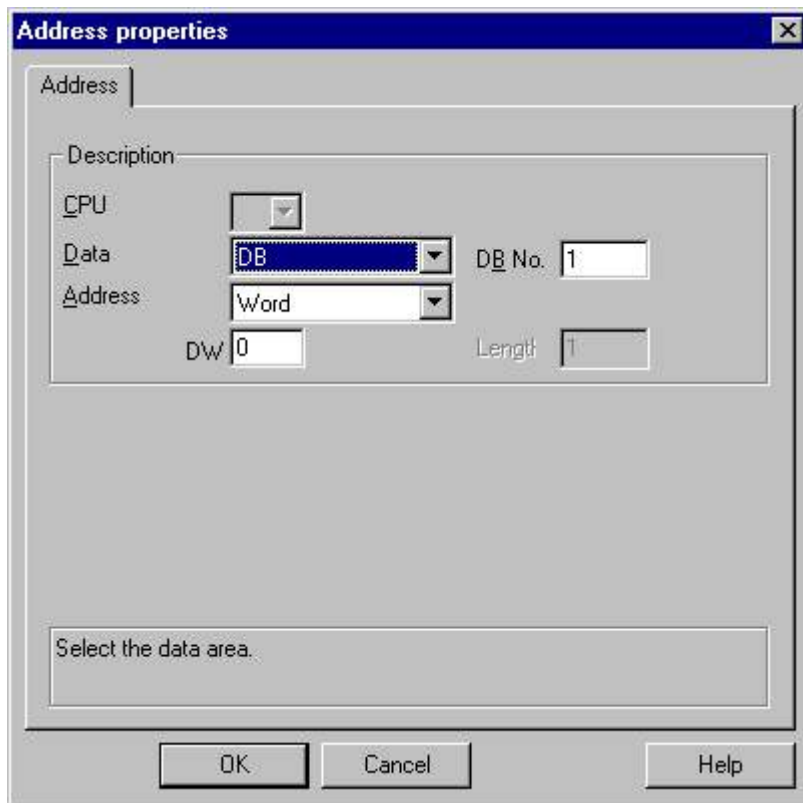 Address properties
Address
Description
CPU
Data DB DB No. 1
Address Word
DW 0 Length 1
Select the data area.
OK Cancel Help